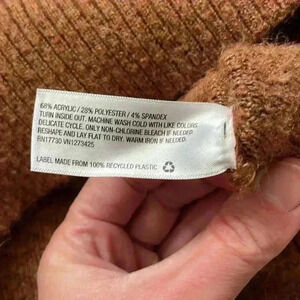 68% ACRYLIC / 28% POLYESTER / 4% SPANDEX
TURN INSIDE OUT. MACHINE WASH COLD WITH LIKE COLORS
DELICATE CYCLE. ONLY NON-CHLORINE BLEACH IF NEEDED
RESHAPE AND LAY FLAT TO DRY. WARM IRON IF NEEDED.
RN17730 VN1273425
LABEL MADE FROM 100% RECYCLED PLASTIC